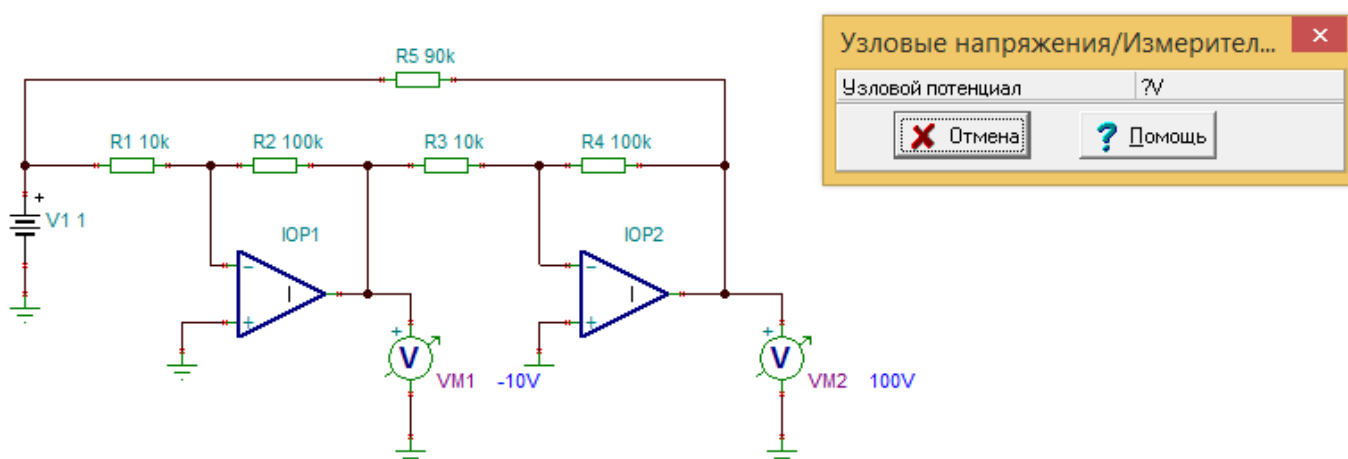 R5 90k
R1 10k
R2 100k
R3 10k
R4 100k
+
V1 1
IOP1
IOP2
−
I
+
−
I
+
+
V
VM1 -10V
+
V
VM2 100V
Узловые напряжения/Измерител...
Узловой потенциал ?V
Отмена
? Помощь